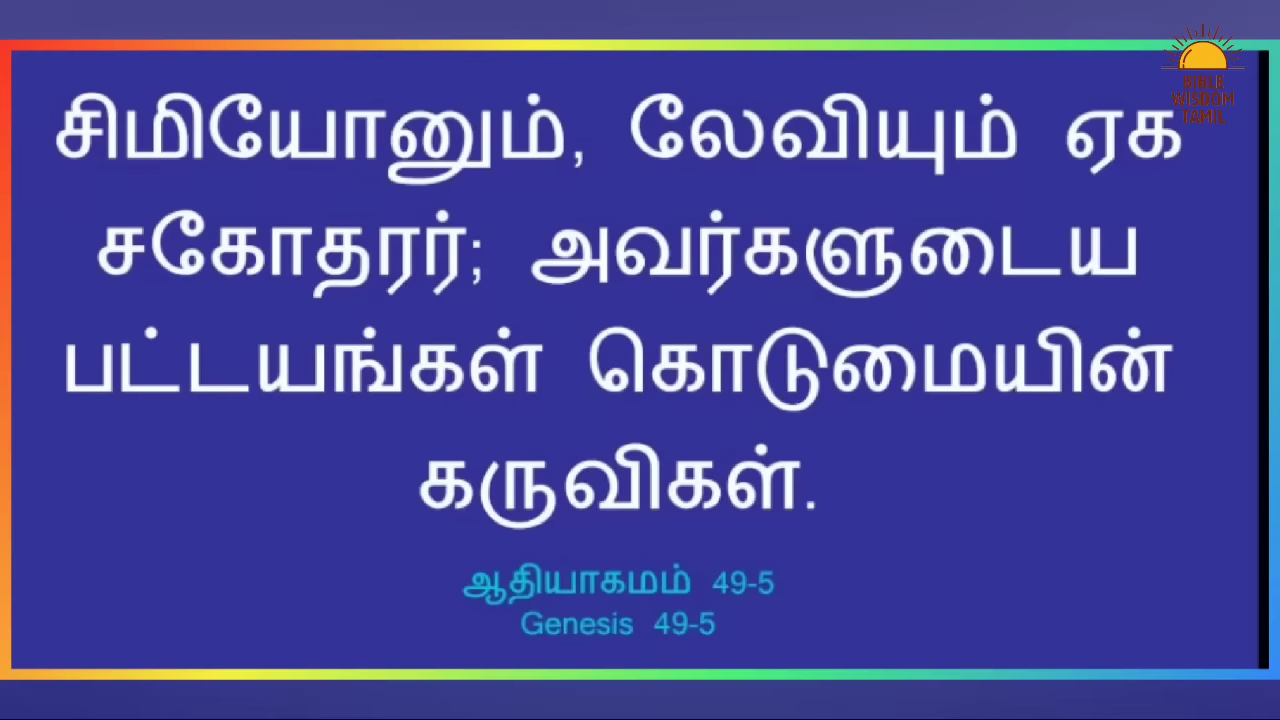 சிமியோனும், லேவியும் ஏக
சகோதரர்; அவர்களுடைய
பட்டயங்கள் கொடுமையின்
கருவிகள்.
ஆதியாகமம் 49-5
Genesis 49-5
BIBLE
WISDOM
TAMIL